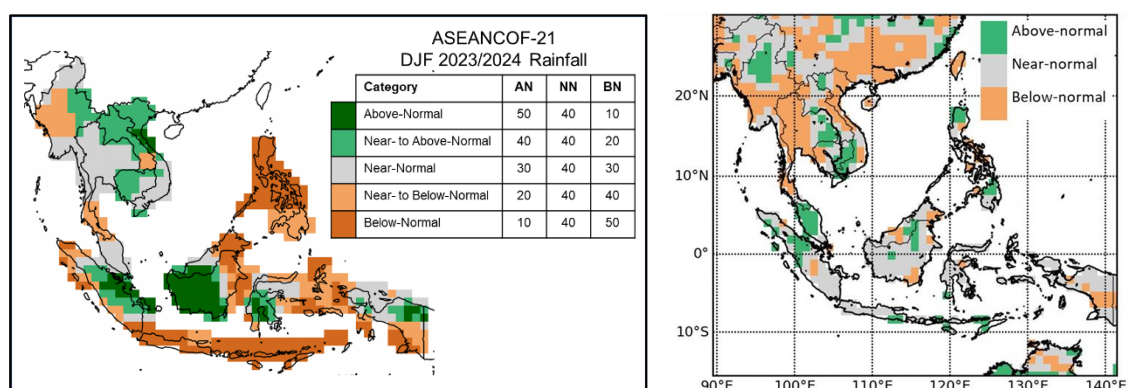 ASEANCOF-21
DJF 2023/2024 Rainfall
Category AN NN BN
Above-Normal 50 40 10
Near- to Above-Normal 40 40 20
Near-Normal 30 40 30
Near- to Below-Normal 20 40 40
Below-Normal 10 40 50
Above-normal
Near-normal
Below-normal
20°N
10°N
0°
10°S
90°E 100°E 110°E 120°E 130°E 140°E